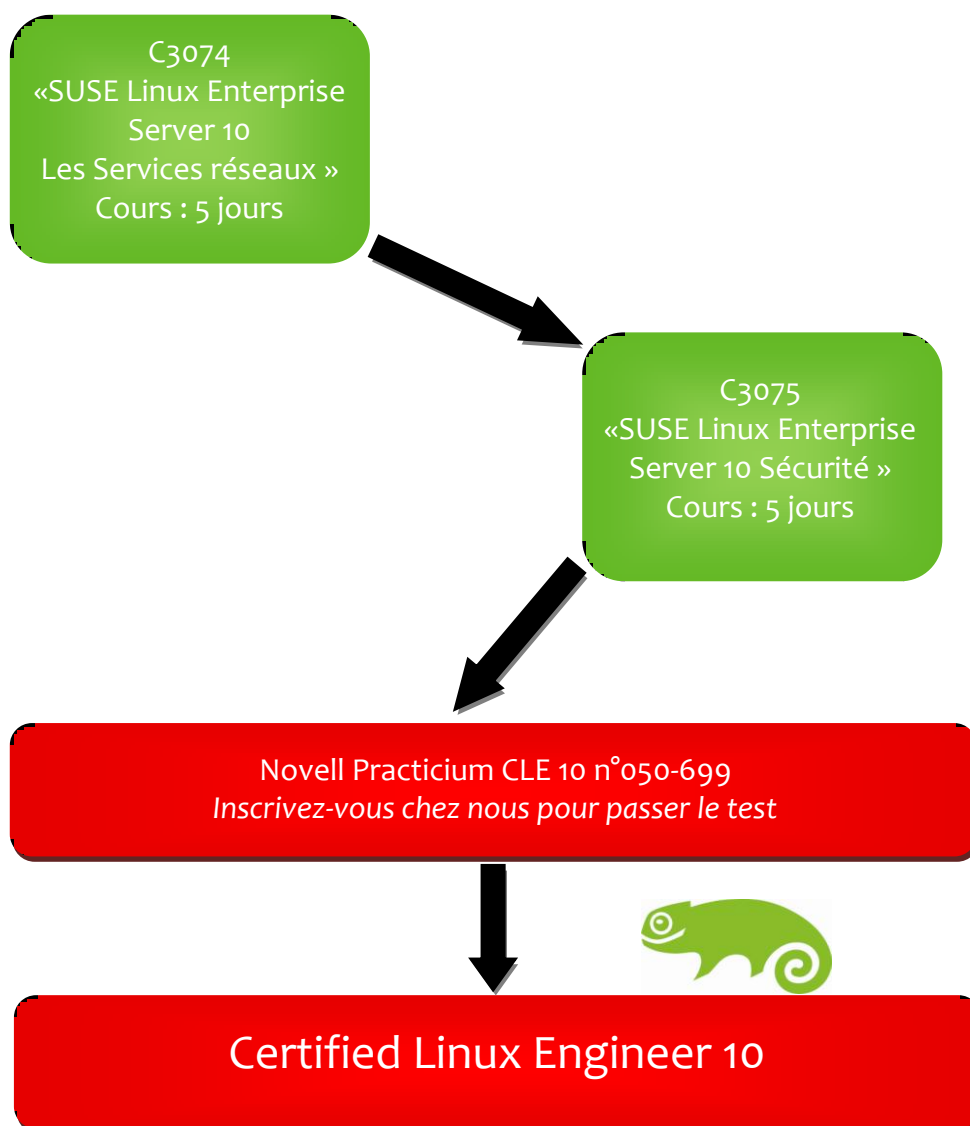 C3074
«SUSE Linux Enterprise
Server 10
Les Services réseaux »
Cours : 5 jours
C3075
«SUSE Linux Enterprise
Server 10 Sécurité »
Cours : 5 jours
Novell Practicium CLE 10 n°050-699
Inscrivez-vous chez nous pour passer le test
Certified Linux Engineer 10